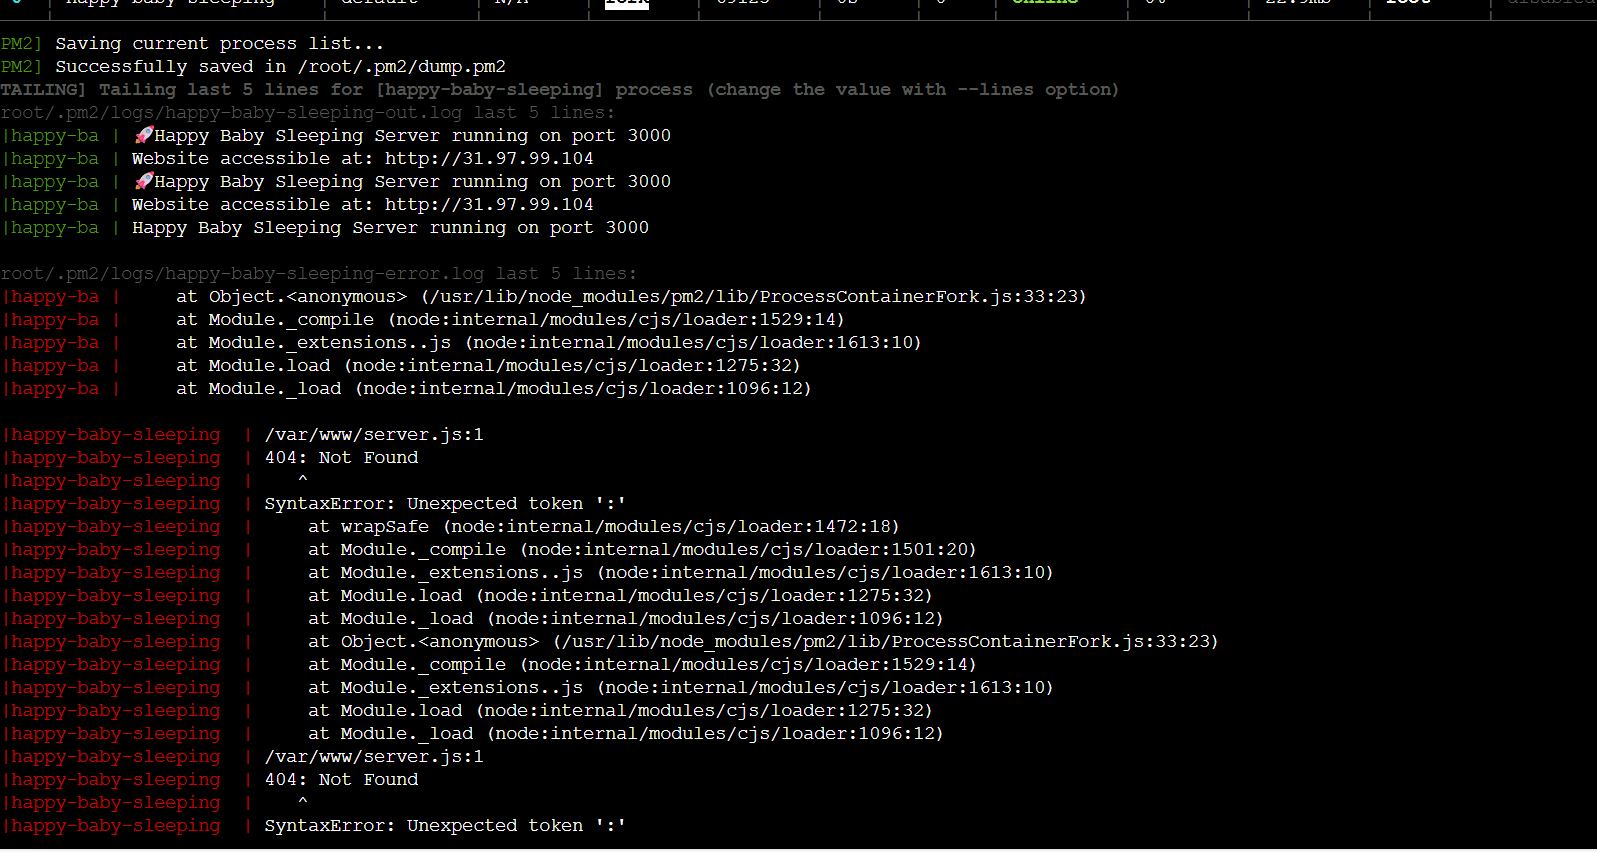 happy-baby-sleeping default N/A fork 0s 0 online 0% 22.9mb root disabled
PM2] Saving current process list...
PM2] Successfully saved in /root/.pm2/dump.pm2
TAILING] Tailing last 5 lines for [happy-baby-sleeping] process (change the value with --lines option)
root/.pm2/logs/happy-baby-sleeping-out.log last 5 lines:
|happy-ba | 🚀Happy Baby Sleeping Server running on port 3000
|happy-ba | Website accessible at: http://31.97.99.104
|happy-ba | 🚀Happy Baby Sleeping Server running on port 3000
|happy-ba | Website accessible at: http://31.97.99.104
|happy-ba | Happy Baby Sleeping Server running on port 3000
root/.pm2/logs/happy-baby-sleeping-error.log last 5 lines:
|happy-ba |     at Object.<anonymous> (/usr/lib/node_modules/pm2/lib/ProcessContainerFork.js:33:23)
|happy-ba |     at Module._compile (node:internal/modules/cjs/loader:1529:14)
|happy-ba |     at Module._extensions..js (node:internal/modules/cjs/loader:1613:10)
|happy-ba |     at Module.load (node:internal/modules/cjs/loader:1275:32)
|happy-ba |     at Module._load (node:internal/modules/cjs/loader:1096:12)
|happy-baby-sleeping  | /var/www/server.js:1
|happy-baby-sleeping  | 404: Not Found
|happy-baby-sleeping  |    ^
|happy-baby-sleeping  | SyntaxError: Unexpected token ':'
|happy-baby-sleeping  |     at wrapSafe (node:internal/modules/cjs/loader:1472:18)
|happy-baby-sleeping  |     at Module._compile (node:internal/modules/cjs/loader:1501:20)
|happy-baby-sleeping  |     at Module._extensions..js (node:internal/modules/cjs/loader:1613:10)
|happy-baby-sleeping  |     at Module.load (node:internal/modules/cjs/loader:1275:32)
|happy-baby-sleeping  |     at Module._load (node:internal/modules/cjs/loader:1096:12)
|happy-baby-sleeping  |     at Object.<anonymous> (/usr/lib/node_modules/pm2/lib/ProcessContainerFork.js:33:23)
|happy-baby-sleeping  |     at Module._compile (node:internal/modules/cjs/loader:1529:14)
|happy-baby-sleeping  |     at Module._extensions..js (node:internal/modules/cjs/loader:1613:10)
|happy-baby-sleeping  |     at Module.load (node:internal/modules/cjs/loader:1275:32)
|happy-baby-sleeping  |     at Module._load (node:internal/modules/cjs/loader:1096:12)
|happy-baby-sleeping  | /var/www/server.js:1
|happy-baby-sleeping  | 404: Not Found
|happy-baby-sleeping  |    ^
|happy-baby-sleeping  | SyntaxError: Unexpected token ':'